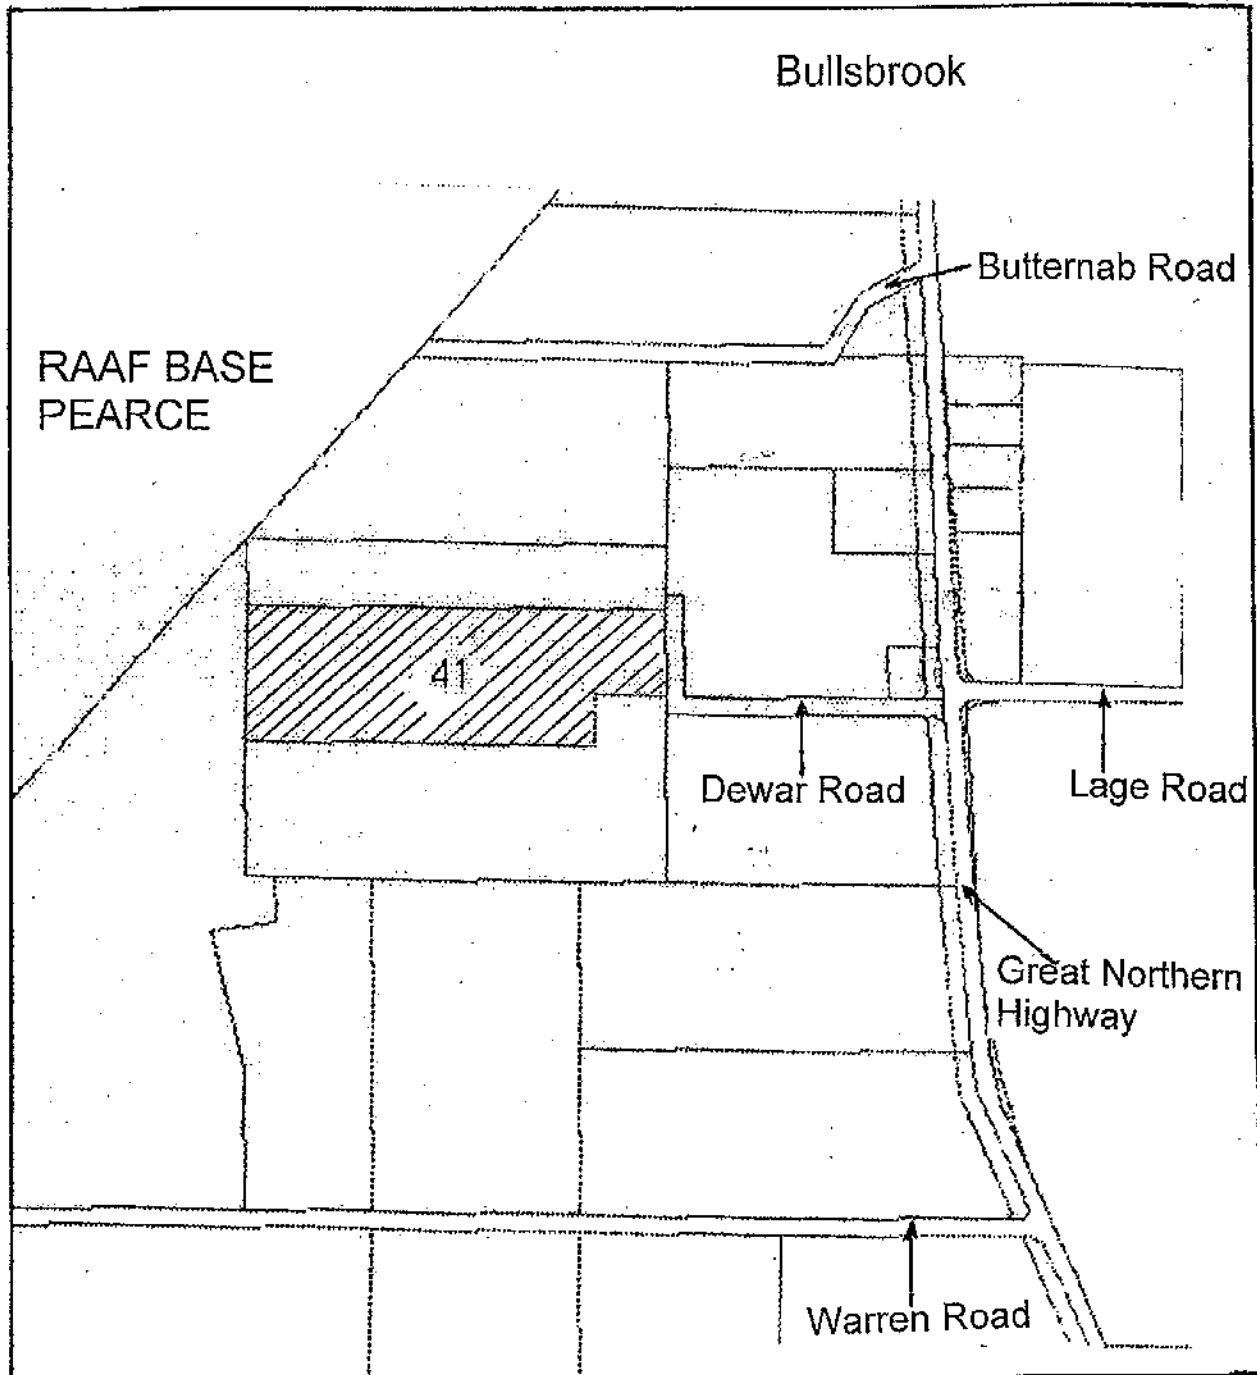 Bullsbrook
Butternab Road
RAAF BASE
PEARCE
41
Dewar Road
Lage Road
Great Northern
Highway
Warren Road